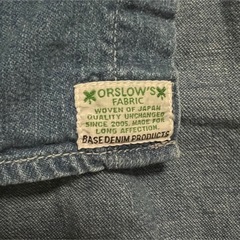 ORSLOW'S
FABRIC
WOVEN OF JAPAN
QUALITY UNCHANGED
SINCE 2005. MADE FOR
LONG AFFECTION.
BASE DENIM PRODUCTS